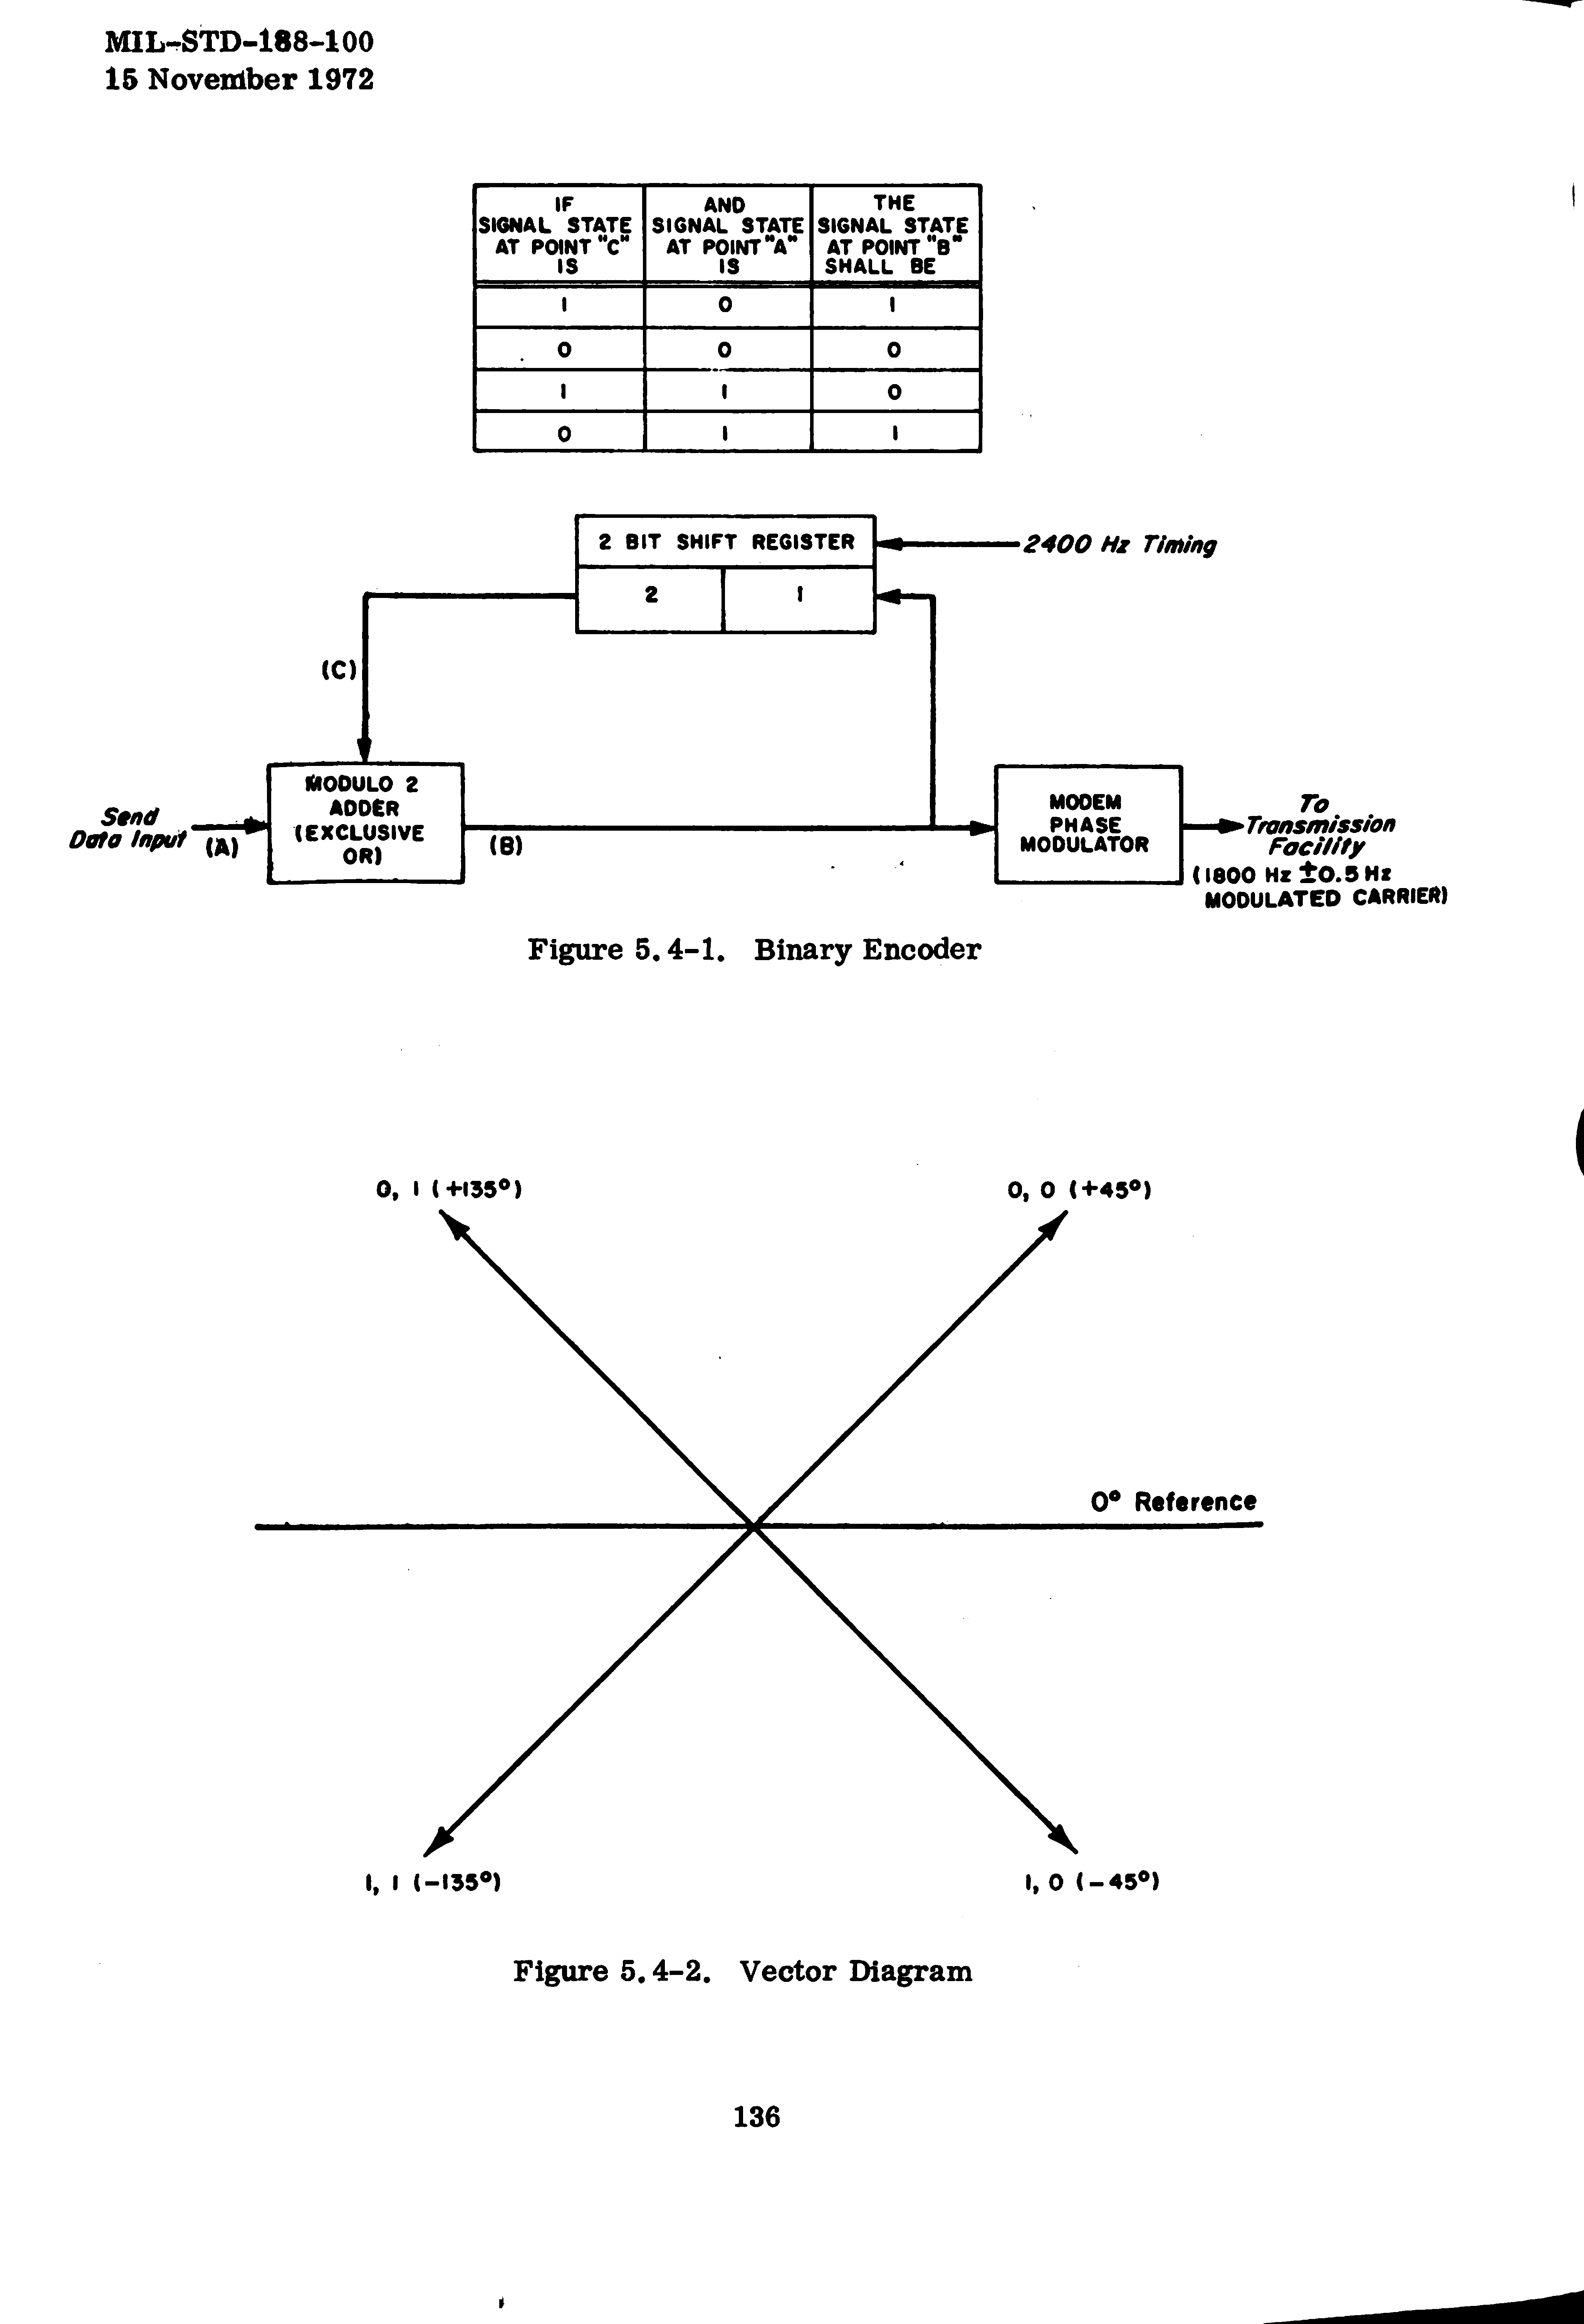 MIL-STD-188-100
15 November 1972
IF
SIGNAL STATE
AT POINT "C"
IS
AND
SIGNAL STATE
AT POINT "A"
IS
THE
SIGNAL STATE
AT POINT "B"
SHALL BE
1 0 1
0 0 0
1 1 0
0 1 1
2 BIT SHIFT REGISTER
2400 Hz Timing
2 1
(C)
MODULO 2
ADDER
(EXCLUSIVE
OR)
Send
Data Input
(A)
(B)
MODEM
PHASE
MODULATOR
To
Transmission
Facility
(1800 Hz ±0.5 Hz
MODULATED CARRIER)
Figure 5.4-1. Binary Encoder
0, 1 (+135°)
0, 0 (+45°)
0° Reference
1, 1 (-135°)
1, 0 (-45°)
Figure 5.4-2. Vector Diagram
136